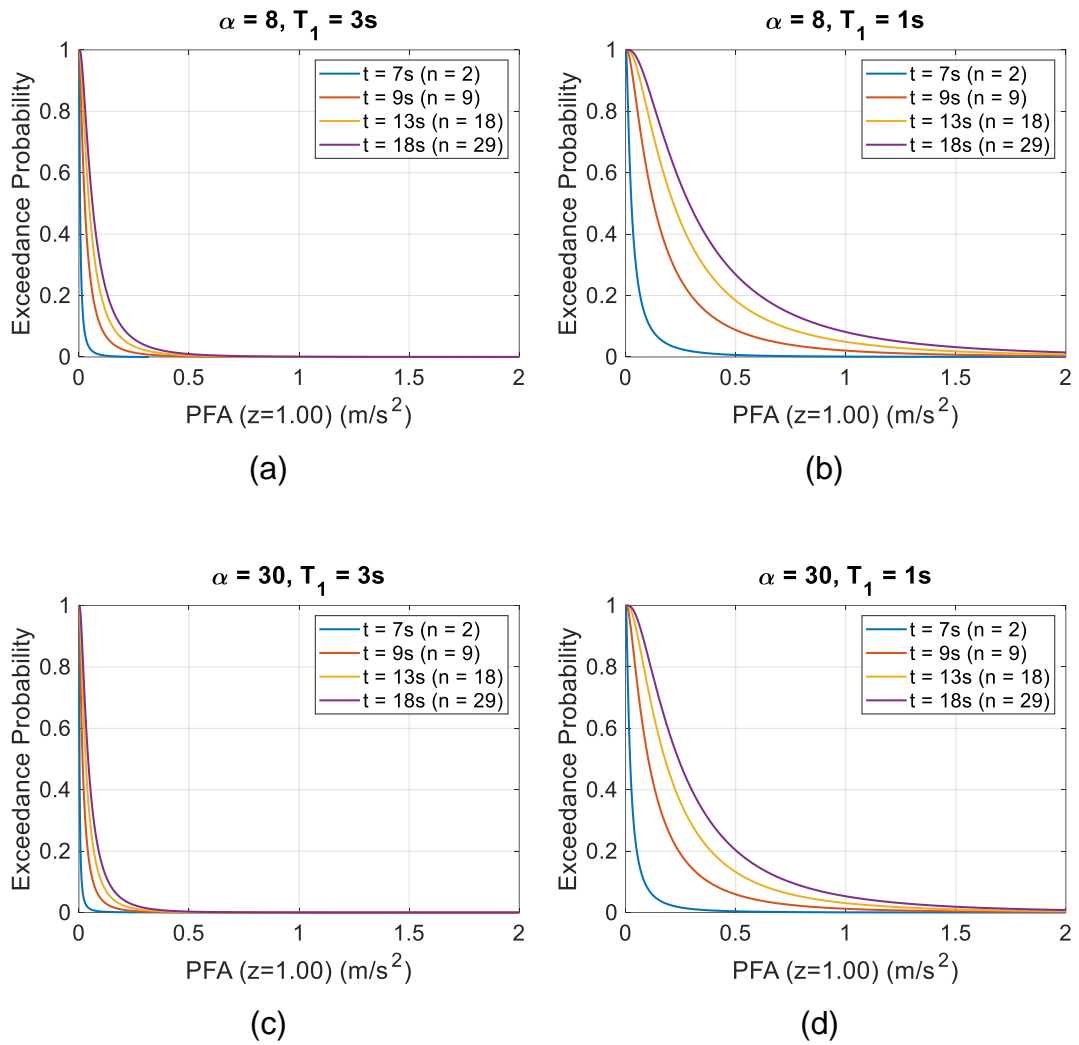 α = 8, T₁ = 3s
Exceedance Probability
1
0.8
0.6
0.4
0.2
0
t = 7s (n = 2)
t = 9s (n = 9)
t = 13s (n = 18)
t = 18s (n = 29)
0 0.5 1 1.5 2
PFA (z=1.00) (m/s²)
(a)
α = 8, T₁ = 1s
Exceedance Probability
1
0.8
0.6
0.4
0.2
0
t = 7s (n = 2)
t = 9s (n = 9)
t = 13s (n = 18)
t = 18s (n = 29)
0 0.5 1 1.5 2
PFA (z=1.00) (m/s²)
(b)
α = 30, T₁ = 3s
Exceedance Probability
1
0.8
0.6
0.4
0.2
0
t = 7s (n = 2)
t = 9s (n = 9)
t = 13s (n = 18)
t = 18s (n = 29)
0 0.5 1 1.5 2
PFA (z=1.00) (m/s²)
(c)
α = 30, T₁ = 1s
Exceedance Probability
1
0.8
0.6
0.4
0.2
0
t = 7s (n = 2)
t = 9s (n = 9)
t = 13s (n = 18)
t = 18s (n = 29)
0 0.5 1 1.5 2
PFA (z=1.00) (m/s²)
(d)